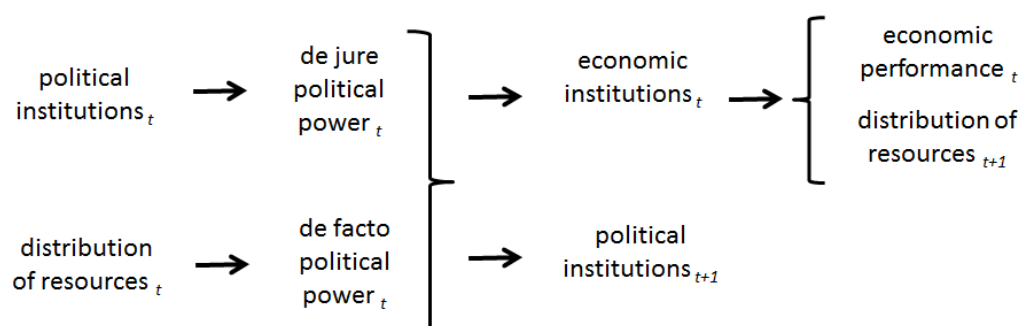 political
institutions t
de jure
political
power t
economic
institutions t
economic
performance t
distribution of
resources t+1
distribution
of resources t
de facto
political
power t
political
institutions t+1